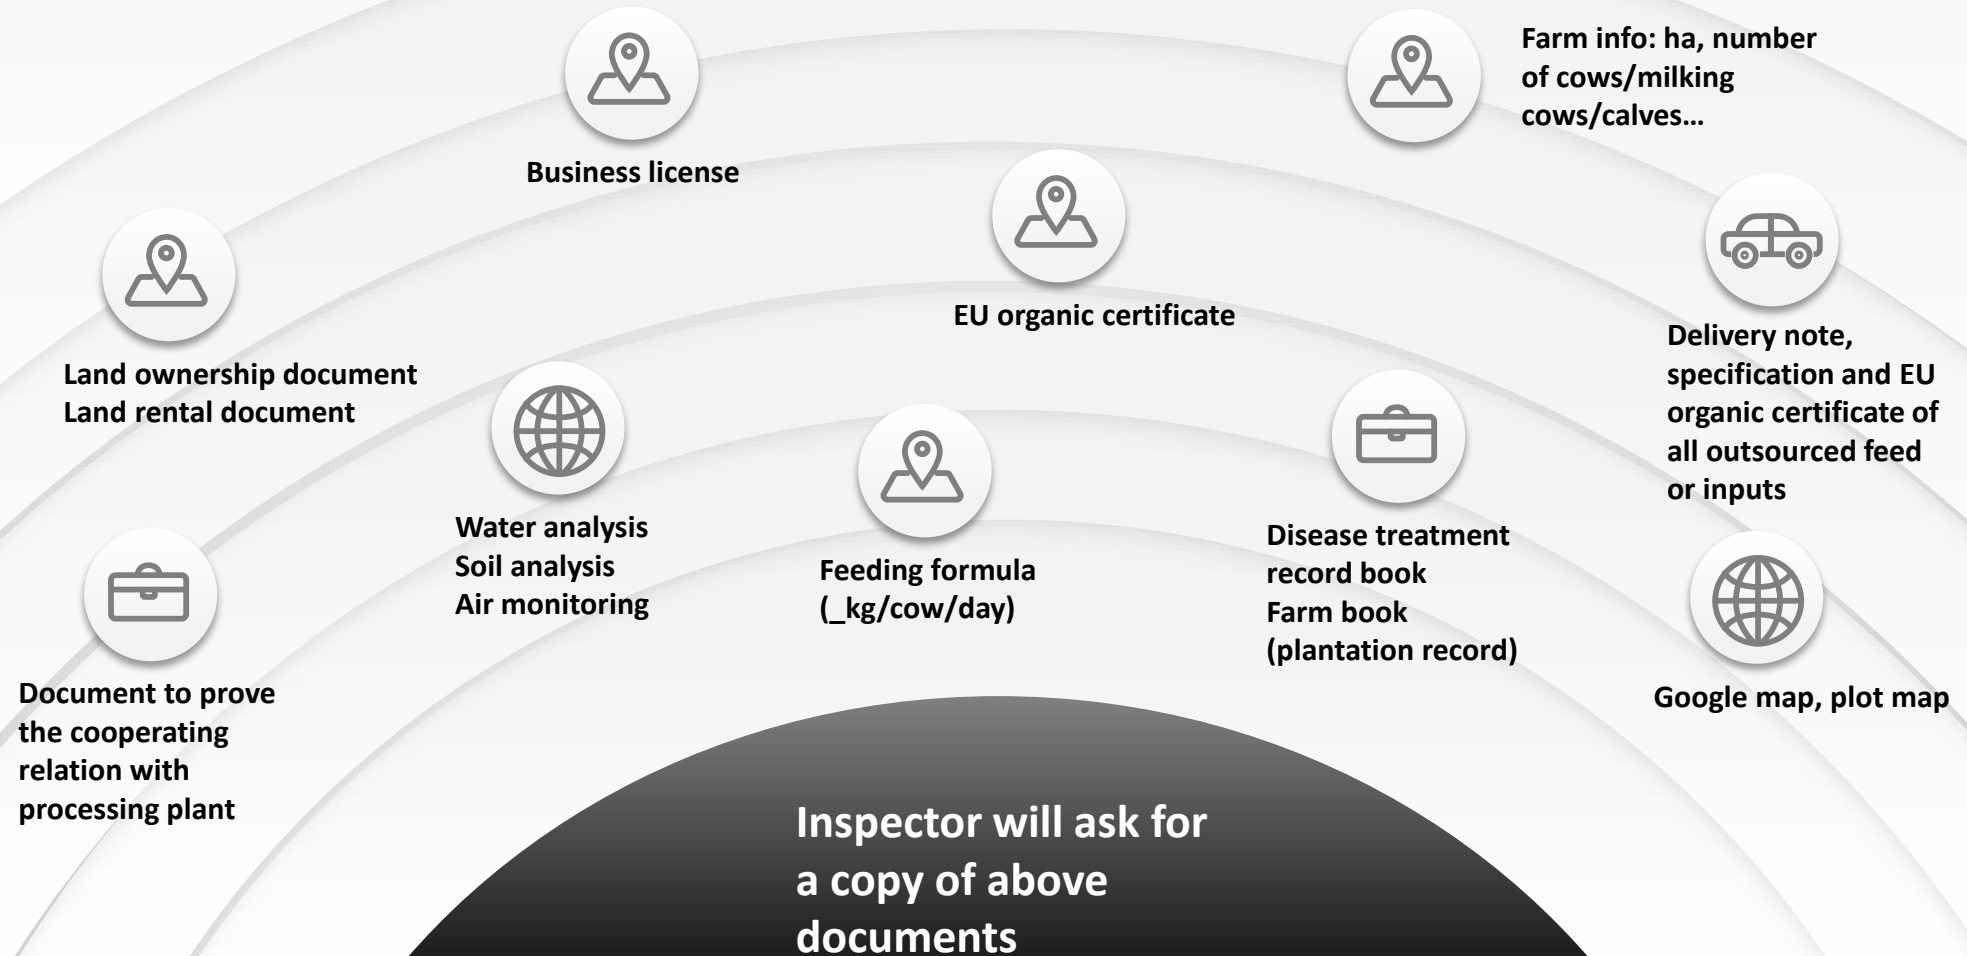 Farm info: ha, number
of cows/milking
cows/calves…
Business license
EU organic certificate
Land ownership document
Land rental document
Delivery note,
specification and EU
organic certificate of
all outsourced feed
or inputs
Water analysis
Soil analysis
Air monitoring
Feeding formula
(_kg/cow/day)
Disease treatment
record book
Farm book
(plantation record)
Document to prove
the cooperating
relation with
processing plant
Google map, plot map
Inspector will ask for
a copy of above
documents